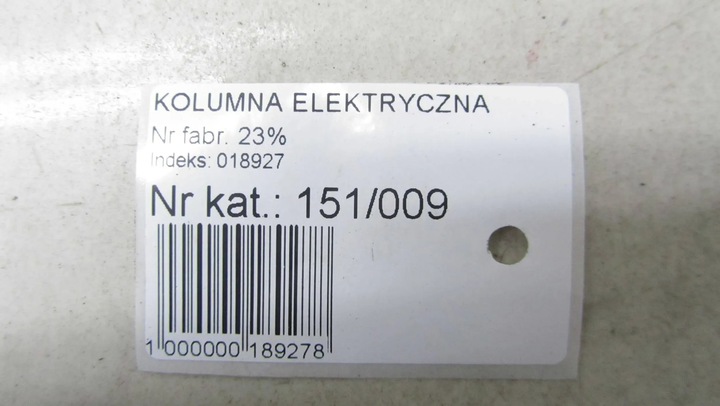 KOLUMNA ELEKTRYCZNA
Nr fabr. 23%
Indeks: 018927
Nr kat.: 151/009
1 000000 189278